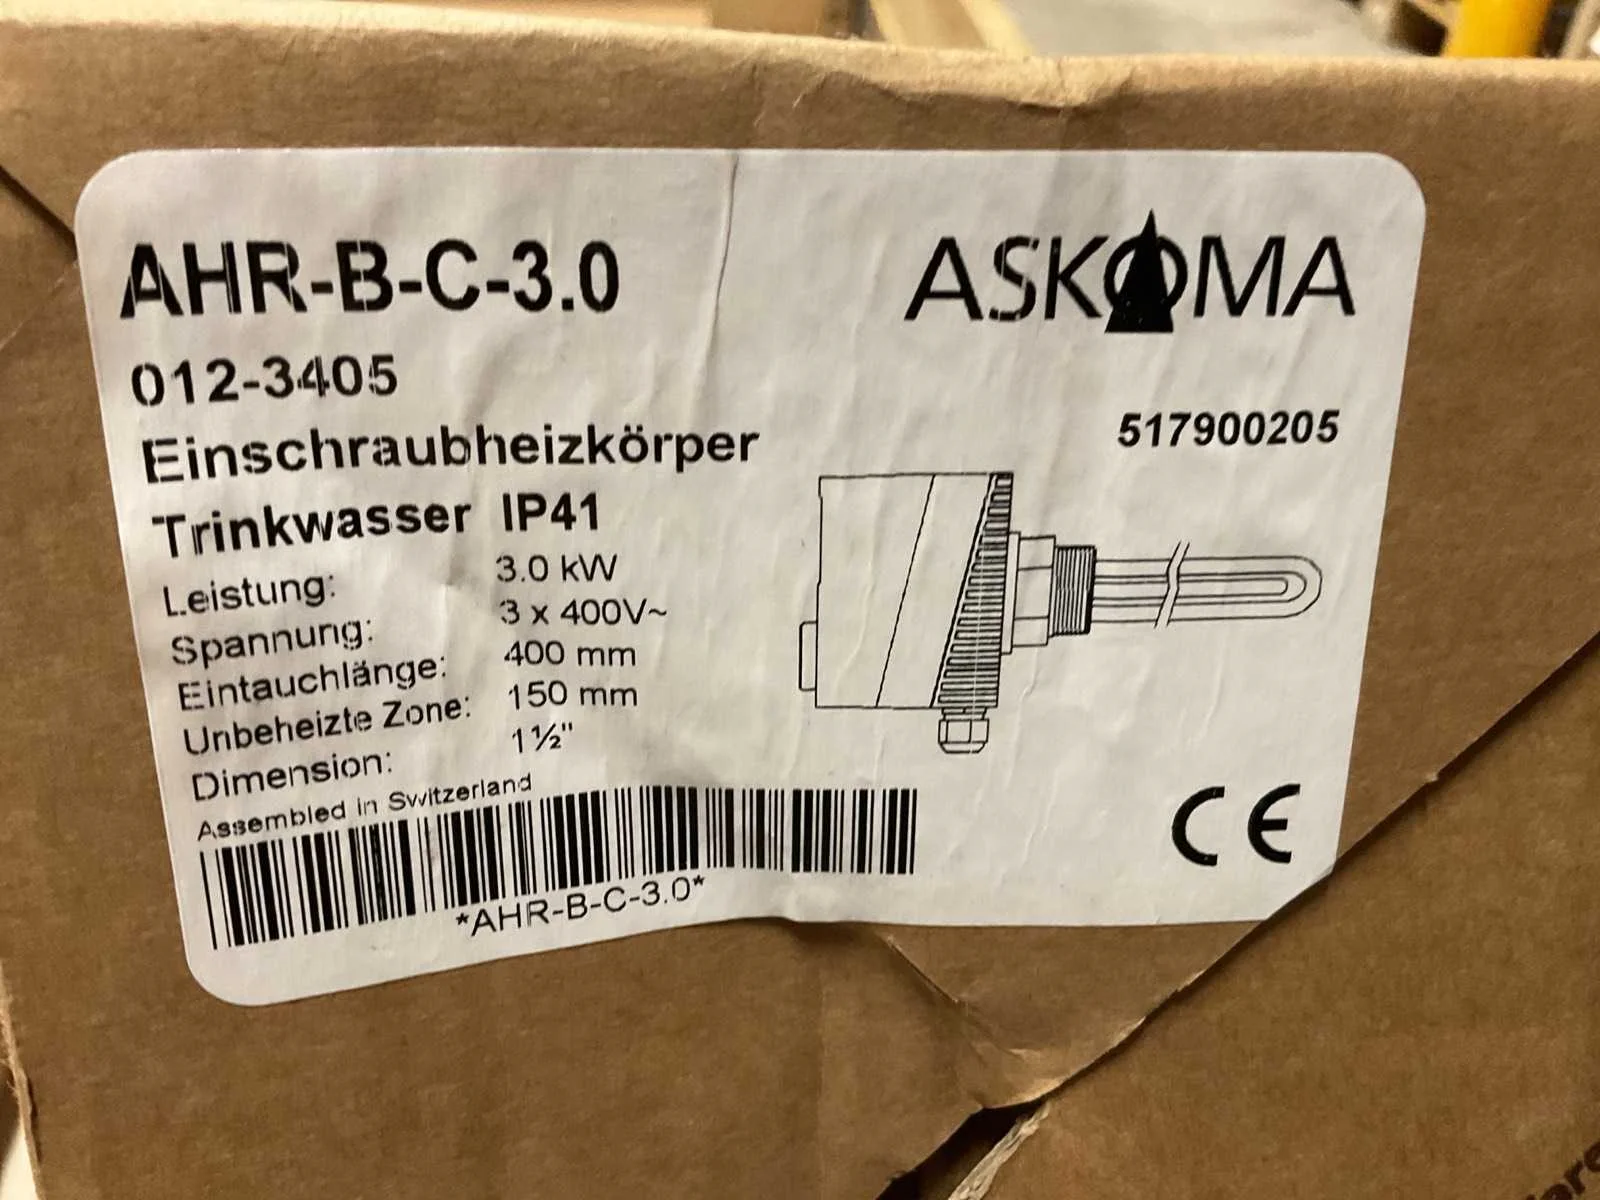 AHR-B-C-3.0
ASKOMA
012-3405
517900205
Einschraubheizkörper
Trinkwasser IP41
Leistung: 3.0 kW
Spannung: 3 x 400V~
Eintauchlänge: 400 mm
Unbeheizte Zone: 150 mm
Dimension: 1½"
Assembled in Switzerland
*AHR-B-C-3.0*
CE